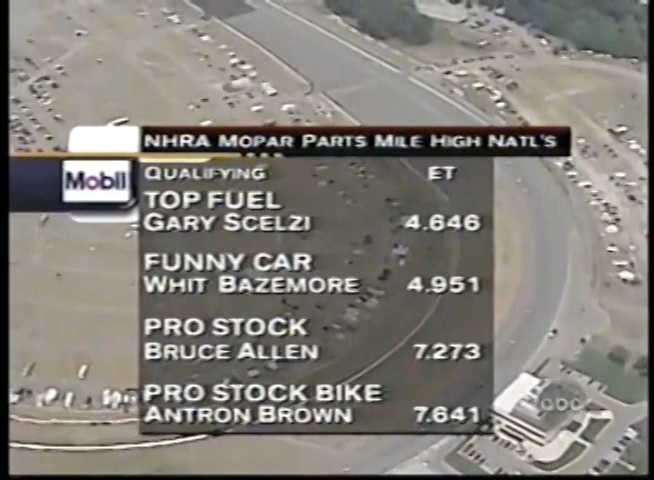 NHRA MOPAR PARTS MILE HIGH NATL'S
Mobil
QUALIFYING ET
TOP FUEL
GARY SCELZI 4.646
FUNNY CAR
WHIT BAZEMORE 4.951
PRO STOCK
BRUCE ALLEN 7.273
PRO STOCK BIKE
ANTRON BROWN 7.641
abc